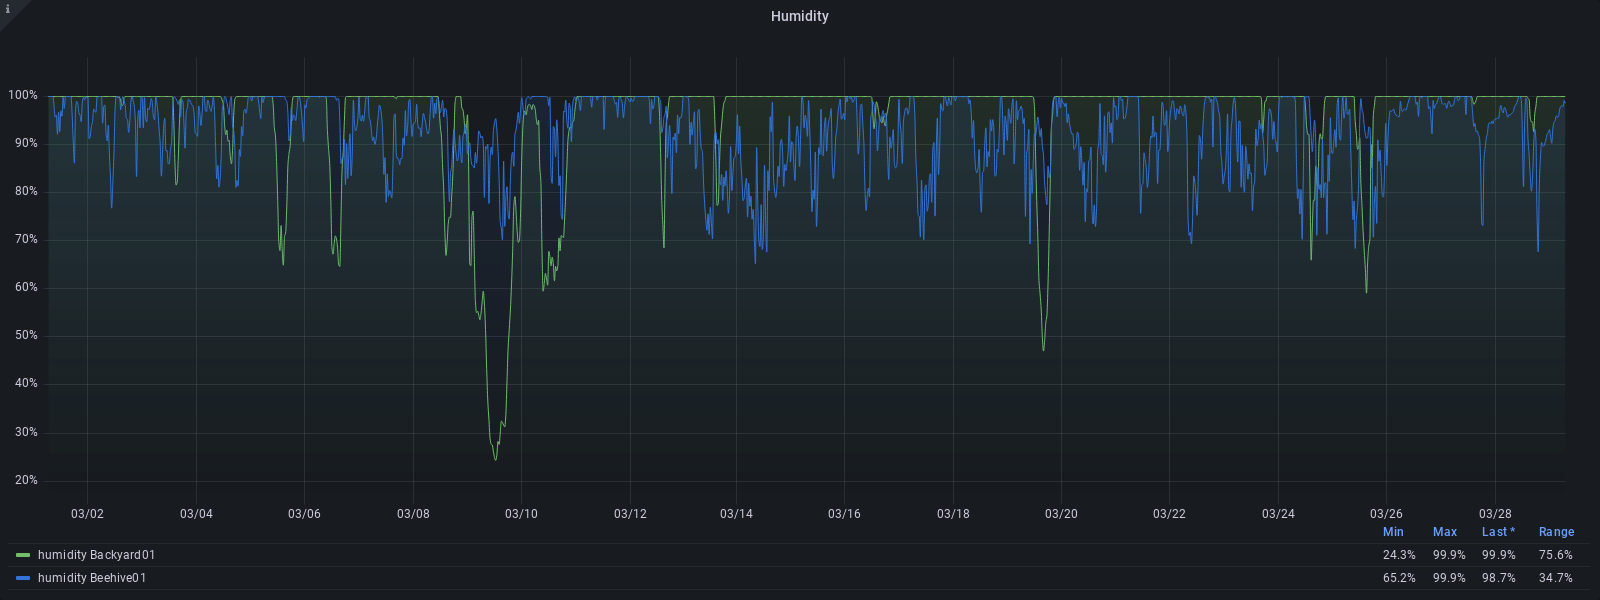 i
Humidity
100%
90%
80%
70%
60%
50%
40%
30%
20%
03/02 03/04 03/06 03/08 03/10 03/12 03/14 03/16 03/18 03/20 03/22 03/24 03/26 03/28
Min Max Last * Range
humidity Backyard01 24.3% 99.9% 99.9% 75.6%
humidity Beehive01 65.2% 99.9% 98.7% 34.7%